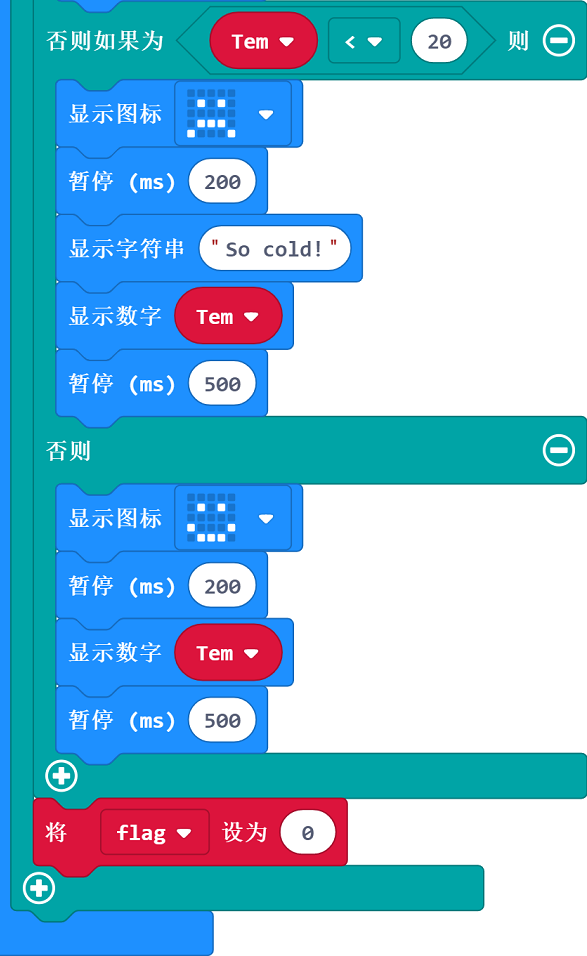 否则如果为 Tem < 20 则
显示图标
暂停 (ms) 200
显示字符串 "So cold!"
显示数字 Tem
暂停 (ms) 500
否则
显示图标
暂停 (ms) 200
显示数字 Tem
暂停 (ms) 500
将 flag 设为 0